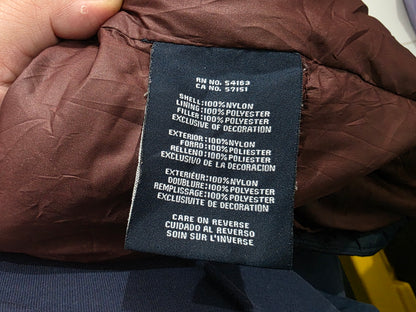 RN NO. 54163
CA NO. 57151
SHELL:100%NYLON
LINING:100%POLYESTER
FILLER:100%POLYESTER
EXCLUSIVE OF DECORATION
EXTERIOR:100%NYLON
FORRO:100%POLIESTER
RELLENO:100%POLIESTER
EXCLUSIVO DE LA DECORACION
EXTERIEUR:100%NYLON
DOUBLURE:100%POLYESTER
REMPLISSAGE:100%POLYESTER
EXCLUSIVITE DE DECORATION
CARE ON REVERSE
CUIDADO AL REVERSO
SOIN SUR L'INVERSE